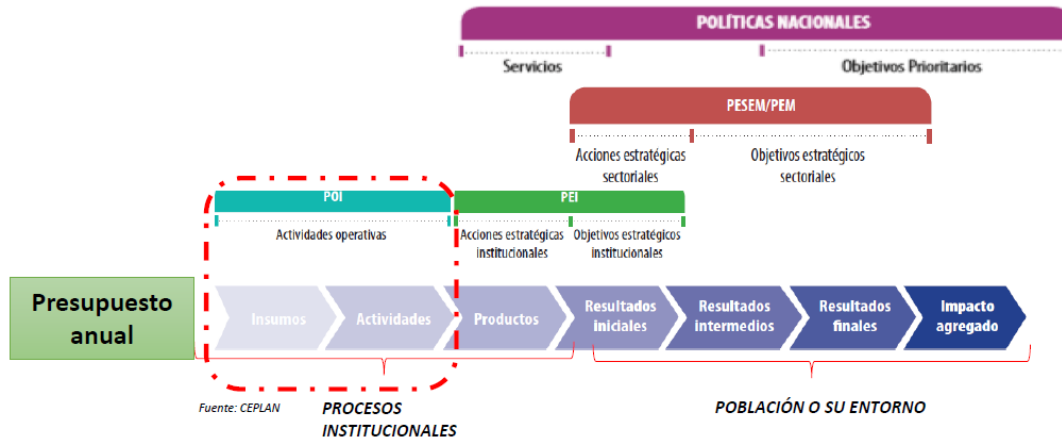 POLÍTICAS NACIONALES
Servicios
Objetivos Prioritarios
PESEM/PEM
Acciones estratégicas
sectoriales
Objetivos estratégicos
sectoriales
POI
PEI
Actividades operativas
Acciones estratégicas
institucionales
Objetivos estratégicos
institucionales
Presupuesto
anual
Insumos
Actividades
Productos
Resultados
iniciales
Resultados
intermedios
Resultados
finales
Impacto
agregado
Fuente: CEPLAN
PROCESOS
INSTITUCIONALES
POBLACIÓN O SU ENTORNO